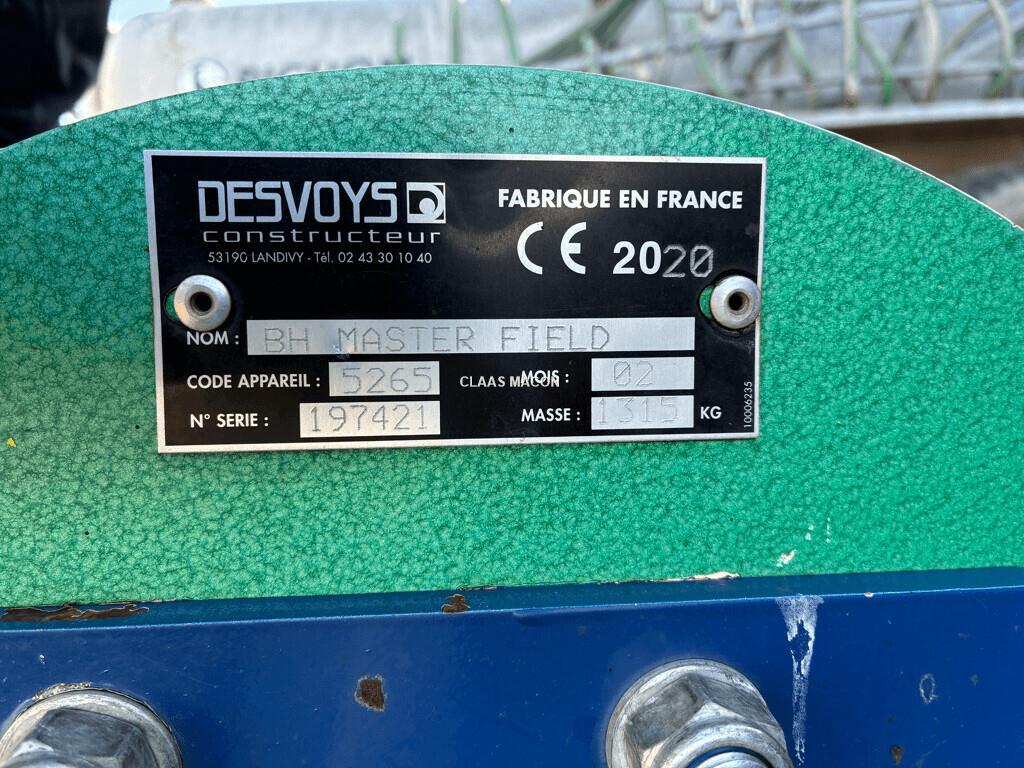 DESVOYS
constructeur
53190 LANDIVY - Tél. 02 43 30 10 40
FABRIQUE EN FRANCE
CE 2020
NOM : BH MASTER FIELD
CODE APPAREIL : 5265
MOIS : 02
CLAAS MACON
N° SERIE : 197421
MASSE : 1315 KG
10006235